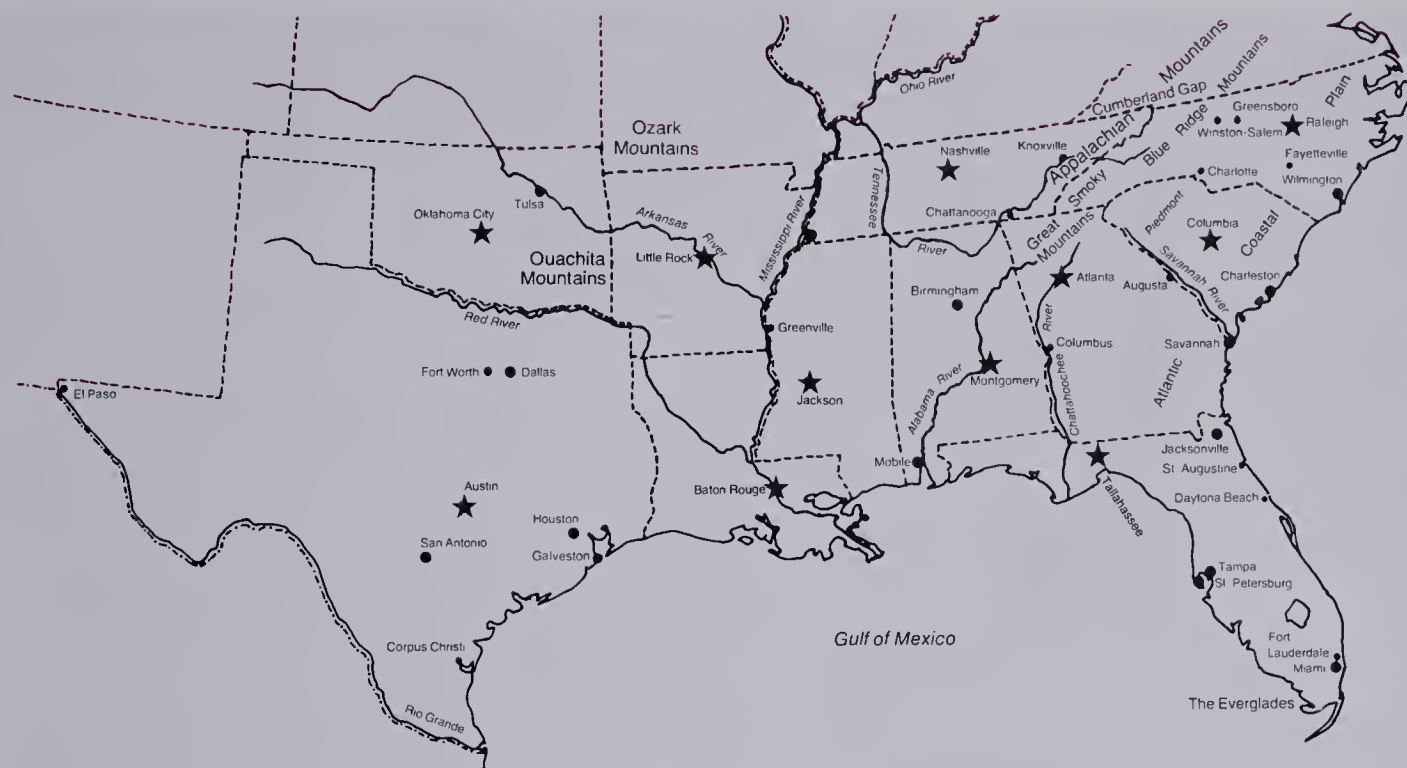 Ohio River
Mountains
Cumberland Gap
Mountains
Ozark
Mountains
Appalachian
Blue Ridge
Greensboro
Winston-Salem
Raleigh
Plain
Nashville
Knoxville
Fayetteville
Wilmington
Charlotte
Tulsa
Oklahoma City
Arkansas
River
Little Rock
Mississippi River
Tennessee
River
Chattanooga
Great
Smoky
Mountains
Piedmont
Columbia
Coastal
Ouachita
Mountains
Red River
Birmingham
Atlanta
Augusta
Savannah River
Charleston
Greenville
River
Columbus
Savannah
Fort Worth
Dallas
El Paso
Jackson
Alabama River
Montgomery
Chattahoochee
Atlantic
Mobile
Jacksonville
St Augustine
Daytona Beach
Austin
Baton Rouge
Tallahassee
Houston
San Antonio
Galveston
Tampa
St Petersburg
Gulf of Mexico
Corpus Christi
Fort
Lauderdale
Miami
The Everglades
Rio Grande